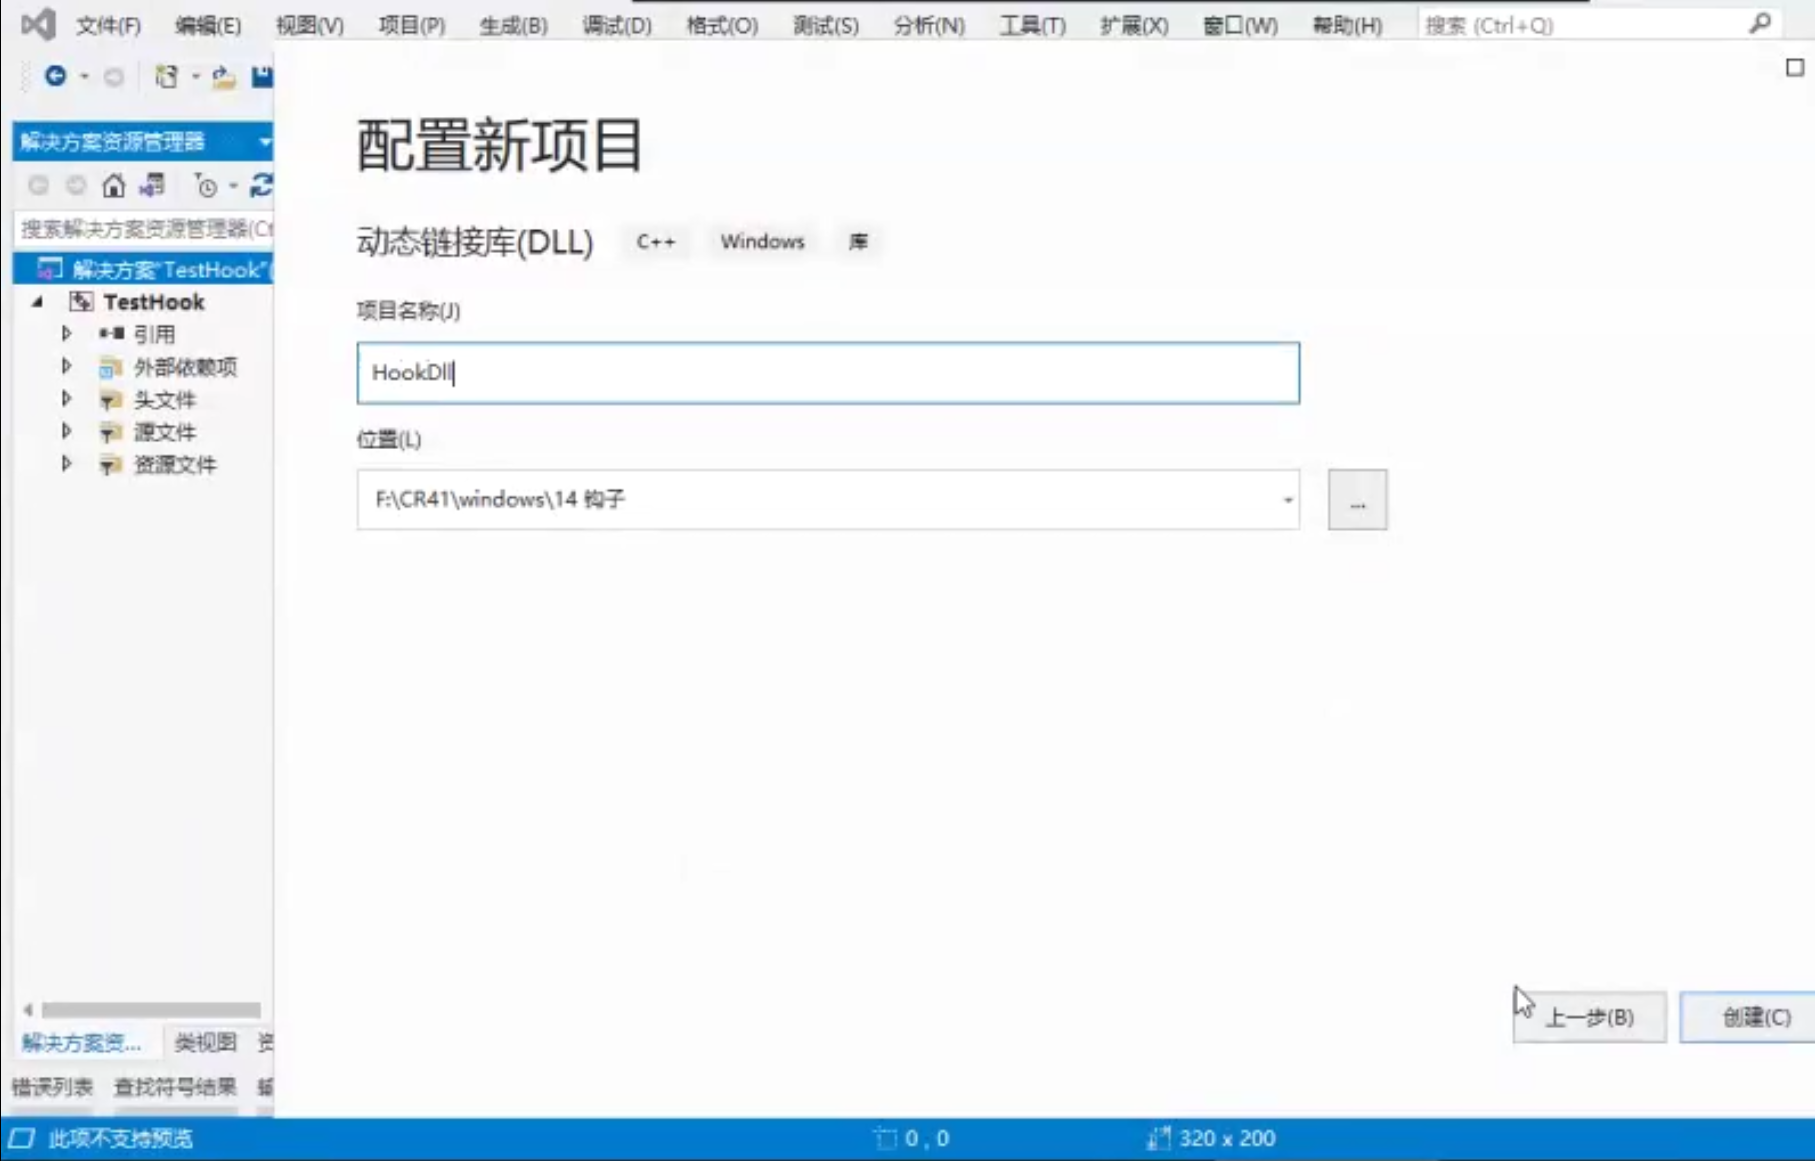 文件(F) 编辑(E) 视图(V) 项目(P) 生成(B) 调试(D) 格式(O) 测试(S) 分析(N) 工具(T) 扩展(X) 窗口(W) 帮助(H) 搜索 (Ctrl+Q)
解决方案资源管理器
搜索解决方案资源管理器(Ct
解决方案"TestHook"(
TestHook
引用
外部依赖项
头文件
源文件
资源文件
解决方案资... 类视图 资
错误列表 查找符号结果 输
配置新项目
动态链接库(DLL) C++ Windows 库
项目名称(J)
HookDll
位置(L)
F:\CR41\windows\14 钩子
...
上一步(B) 创建(C)
此项不支持预览 0 , 0 320 x 200